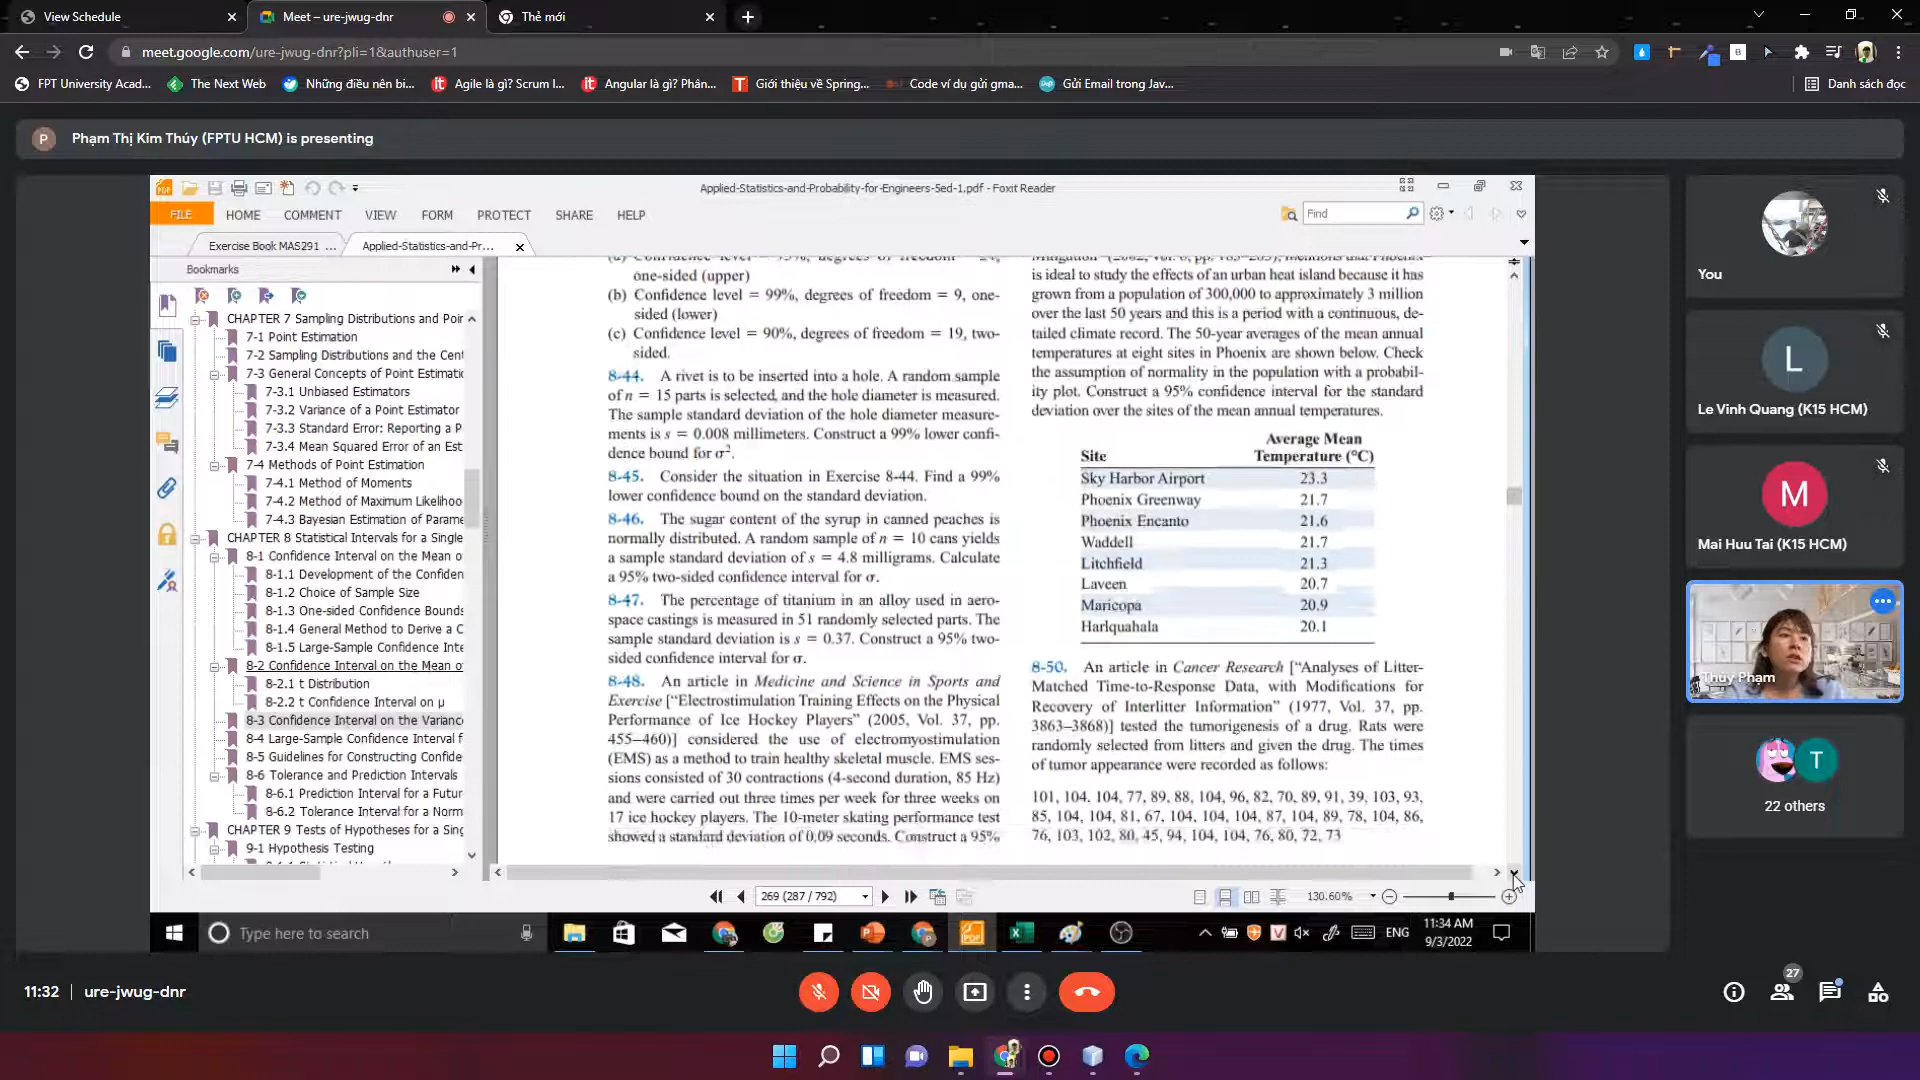 View Schedule
Meet – ure-jwug-dnr
Thẻ mới
meet.google.com/ure-jwug-dnr?pli=1&authuser=1
FPT University Acad...
The Next Web
Những điều nên bi...
Agile là gì? Scrum l...
Angular là gì? Phân...
Giới thiệu về Spring...
Code ví dụ gửi gma...
Gửi Email trong Jav...
Danh sách đọc
P
Phạm Thị Kim Thúy (FPTU HCM) is presenting
Applied-Statistics-and-Probability-for-Engineers-5ed-1.pdf - Foxit Reader
FILE
HOME
COMMENT
VIEW
FORM
PROTECT
SHARE
HELP
Find
Exercise Book MAS291 ...
Applied-Statistics-and-Pr...
Bookmarks
CHAPTER 7 Sampling Distributions and Poir
7-1 Point Estimation
7-2 Sampling Distributions and the Cent
7-3 General Concepts of Point Estimatic
7-3.1 Unbiased Estimators
7-3.2 Variance of a Point Estimator
7-3.3 Standard Error: Reporting a P
7-3.4 Mean Squared Error of an Est
7-4 Methods of Point Estimation
7-4.1 Method of Moments
7-4.2 Method of Maximum Likelihoo
7-4.3 Bayesian Estimation of Parame
CHAPTER 8 Statistical Intervals for a Single
8-1 Confidence Interval on the Mean o
8-1.1 Development of the Confiden
8-1.2 Choice of Sample Size
8-1.3 One-sided Confidence Bounds
8-1.4 General Method to Derive a C
8-1.5 Large-Sample Confidence Inte
8-2 Confidence Interval on the Mean o
8-2.1 t Distribution
8-2.2 t Confidence Interval on μ
8-3 Confidence Interval on the Variance
8-4 Large-Sample Confidence Interval f
8-5 Guidelines for Constructing Confide
8-6 Tolerance and Prediction Intervals
8-6.1 Prediction Interval for a Futur
8-6.2 Tolerance Interval for a Norm
CHAPTER 9 Tests of Hypotheses for a Sing
9-1 Hypothesis Testing
one-sided (upper)
(b) Confidence level = 99%, degrees of freedom = 9, one-
sided (lower)
(c) Confidence level = 90%, degrees of freedom = 19, two-
sided.
8-44. A rivet is to be inserted into a hole. A random sample
of n = 15 parts is selected, and the hole diameter is measured.
The sample standard deviation of the hole diameter measure-
ments is s = 0.008 millimeters. Construct a 99% lower confi-
dence bound for σ².
8-45. Consider the situation in Exercise 8-44. Find a 99%
lower confidence bound on the standard deviation.
8-46. The sugar content of the syrup in canned peaches is
normally distributed. A random sample of n = 10 cans yields
a sample standard deviation of s = 4.8 milligrams. Calculate
a 95% two-sided confidence interval for σ.
8-47. The percentage of titanium in an alloy used in aero-
space castings is measured in 51 randomly selected parts. The
sample standard deviation is s = 0.37. Construct a 95% two-
sided confidence interval for σ.
8-48. An article in Medicine and Science in Sports and
Exercise ["Electrostimulation Training Effects on the Physical
Performance of Ice Hockey Players" (2005, Vol. 37, pp.
455–460)] considered the use of electromyostimulation
(EMS) as a method to train healthy skeletal muscle. EMS ses-
sions consisted of 30 contractions (4-second duration, 85 Hz)
and were carried out three times per week for three weeks on
17 ice hockey players. The 10-meter skating performance test
showed a standard deviation of 0.09 seconds. Construct a 95%
is ideal to study the effects of an urban heat island because it has
grown from a population of 300,000 to approximately 3 million
over the last 50 years and this is a period with a continuous, de-
tailed climate record. The 50-year averages of the mean annual
temperatures at eight sites in Phoenix are shown below. Check
the assumption of normality in the population with a probabil-
ity plot. Construct a 95% confidence interval for the standard
deviation over the sites of the mean annual temperatures.
Average Mean
Site Temperature (°C)
Sky Harbor Airport 23.3
Phoenix Greenway 21.7
Phoenix Encanto 21.6
Waddell 21.7
Litchfield 21.3
Laveen 20.7
Maricopa 20.9
Harlquahala 20.1
8-50. An article in Cancer Research ["Analyses of Litter-
Matched Time-to-Response Data, with Modifications for
Recovery of Interlitter Information" (1977, Vol. 37, pp.
3863–3868)] tested the tumorigenesis of a drug. Rats were
randomly selected from litters and given the drug. The times
of tumor appearance were recorded as follows:
101, 104, 104, 77, 89, 88, 104, 96, 82, 70, 89, 91, 39, 103, 93,
85, 104, 104, 81, 67, 104, 104, 104, 87, 104, 89, 78, 104, 86,
76, 103, 102, 80, 45, 94, 104, 104, 76, 80, 72, 73
269 (287 / 792)
130.60%
Type here to search
ENG
11:34 AM
9/3/2022
You
L
Le Vinh Quang (K15 HCM)
M
Mai Huu Tai (K15 HCM)
Thuy Phạm
T
22 others
11:32
ure-jwug-dnr
27